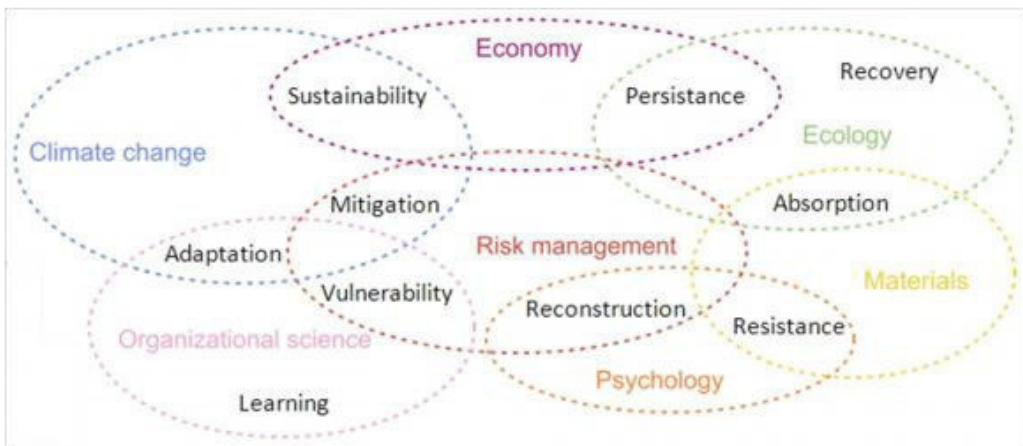 Economy
Recovery
Sustainability
Persistance
Ecology
Climate change
Mitigation
Absorption
Adaptation
Risk management
Materials
Vulnerability
Reconstruction
Resistance
Organizational science
Psychology
Learning